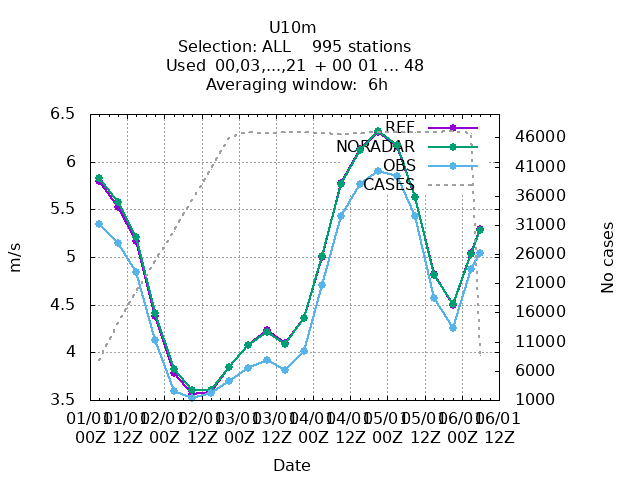 U10m
Selection: ALL    995 stations
Used  00,03,...,21  + 00 01 ... 48
Averaging window:  6h
6.5
6
5.5
5
4.5
4
3.5
m/s
REF
NORADAR
OBS
CASES
46000
41000
36000
31000
26000
21000
16000
11000
6000
1000
No cases
01/01 01/01 02/01 02/01 03/01 03/01 04/01 04/01 05/01 05/01 06/01 06/01
00Z 12Z 00Z 12Z 00Z 12Z 00Z 12Z 00Z 12Z 00Z 12Z
Date